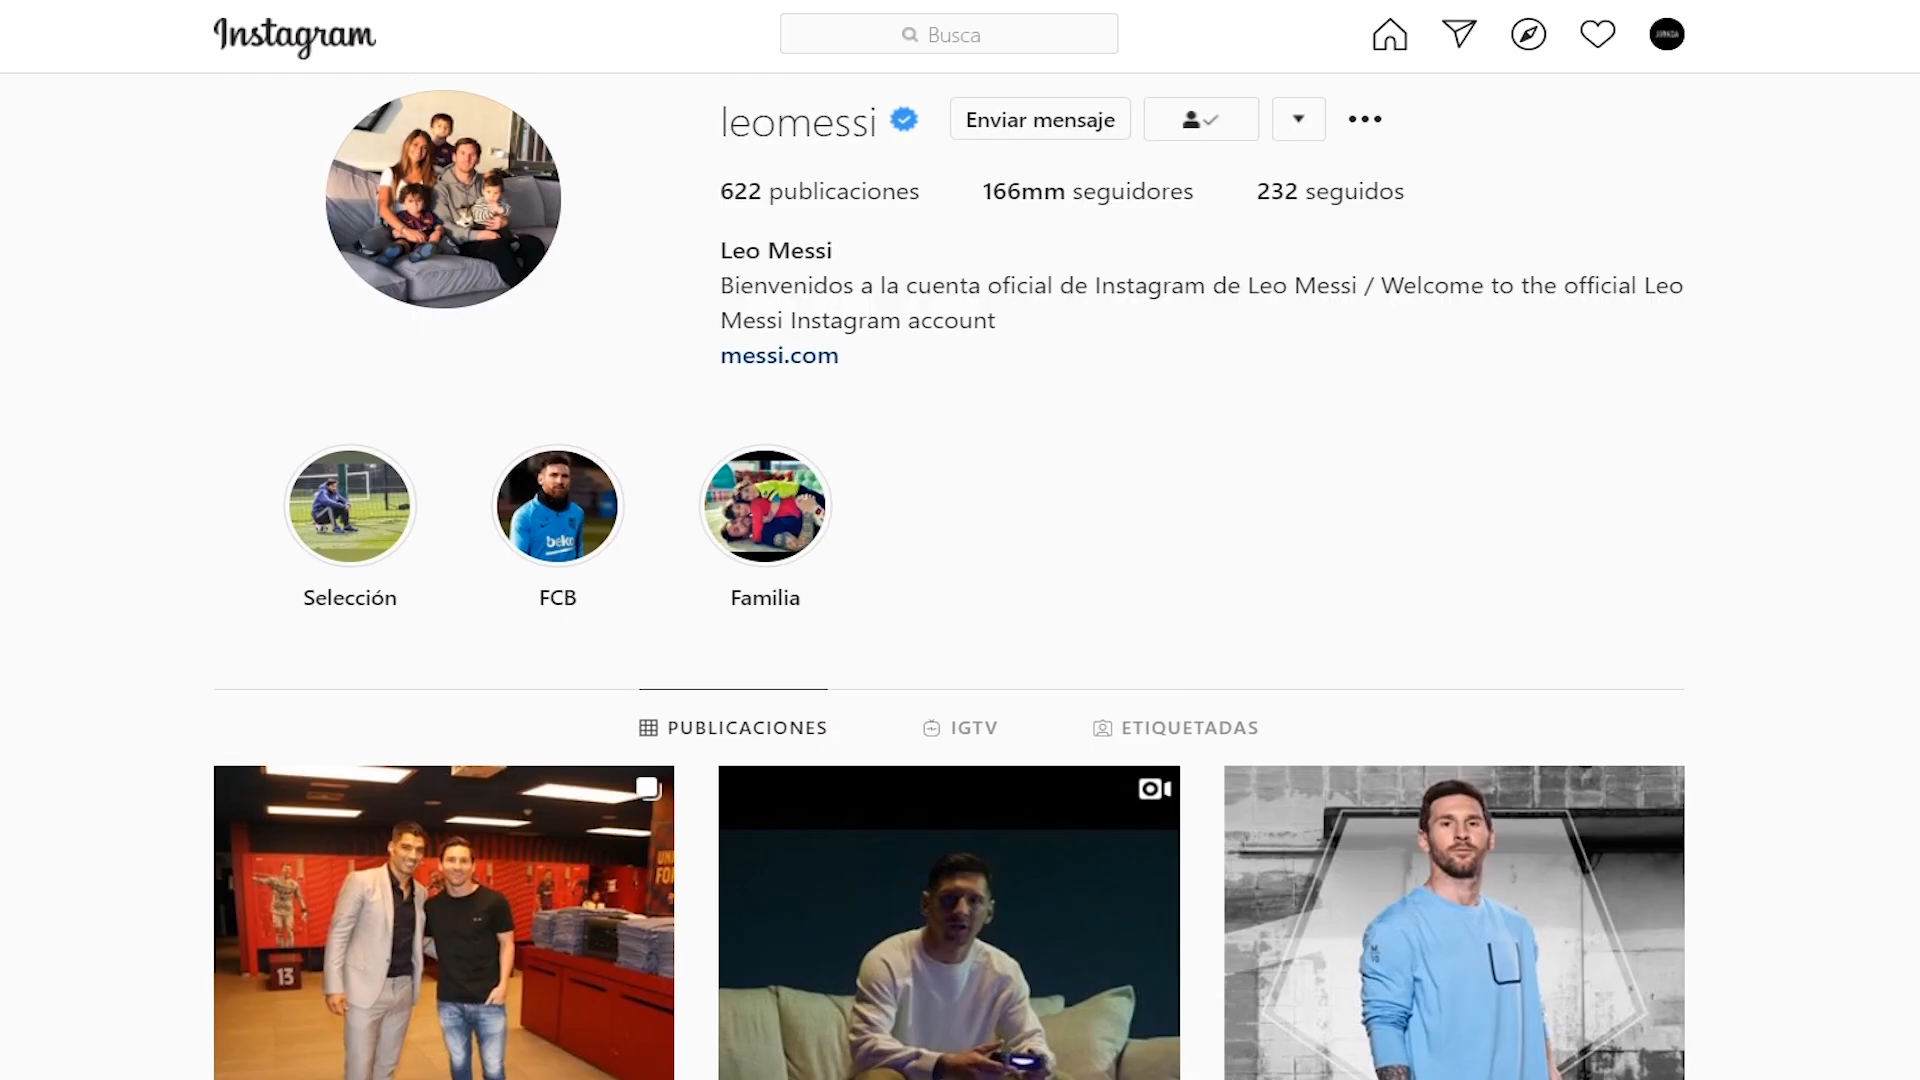 Instagram
Busca
leomessi
Enviar mensaje
622 publicaciones
166mm seguidores
232 seguidos
Leo Messi
Bienvenidos a la cuenta oficial de Instagram de Leo Messi / Welcome to the official Leo
Messi Instagram account
messi.com
beko
Selección
FCB
Familia
PUBLICACIONES
IGTV
ETIQUETADAS
13